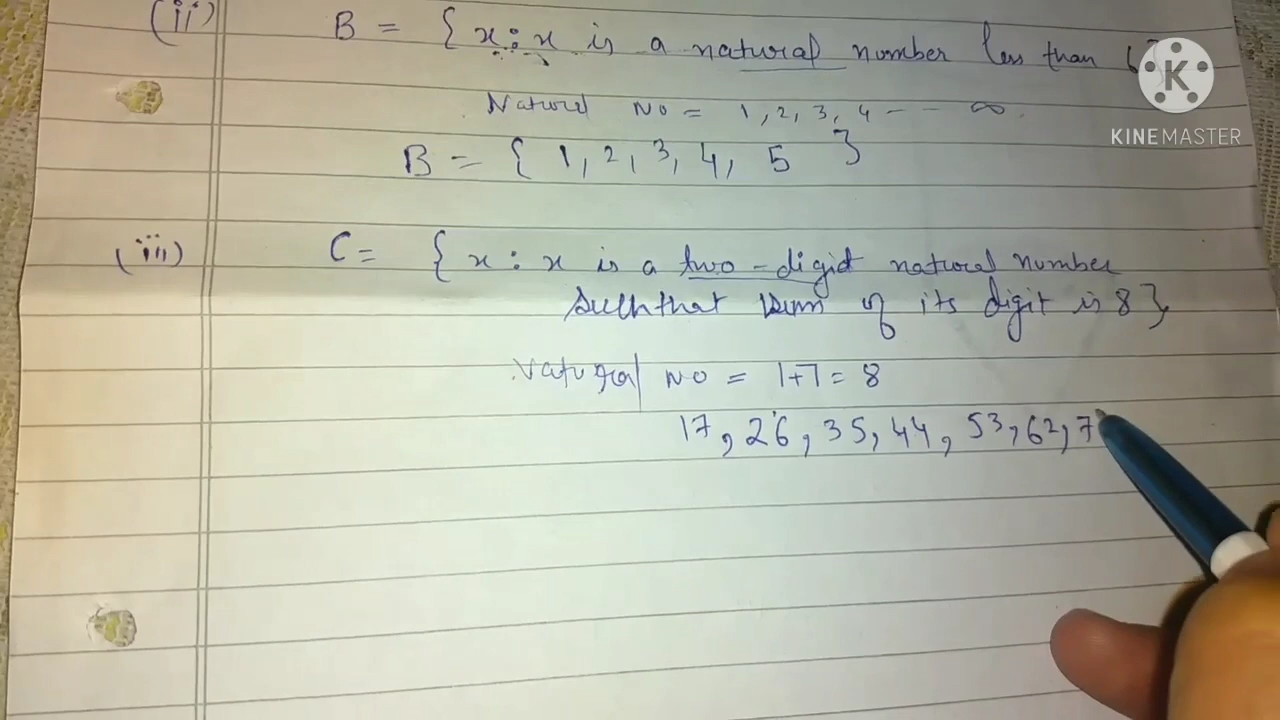 (ii) B = { x : x is a natural number less than 6
Natural No = 1, 2, 3, 4 - - ∞.
B = { 1, 2, 3, 4, 5 }
(iii) C = { x : x is a two-digid natural number
Such that sum of its digit is 8 }
Natural No = 1+7 = 8
17, 26, 35, 44, 53, 62, 7
K
KINEMASTER